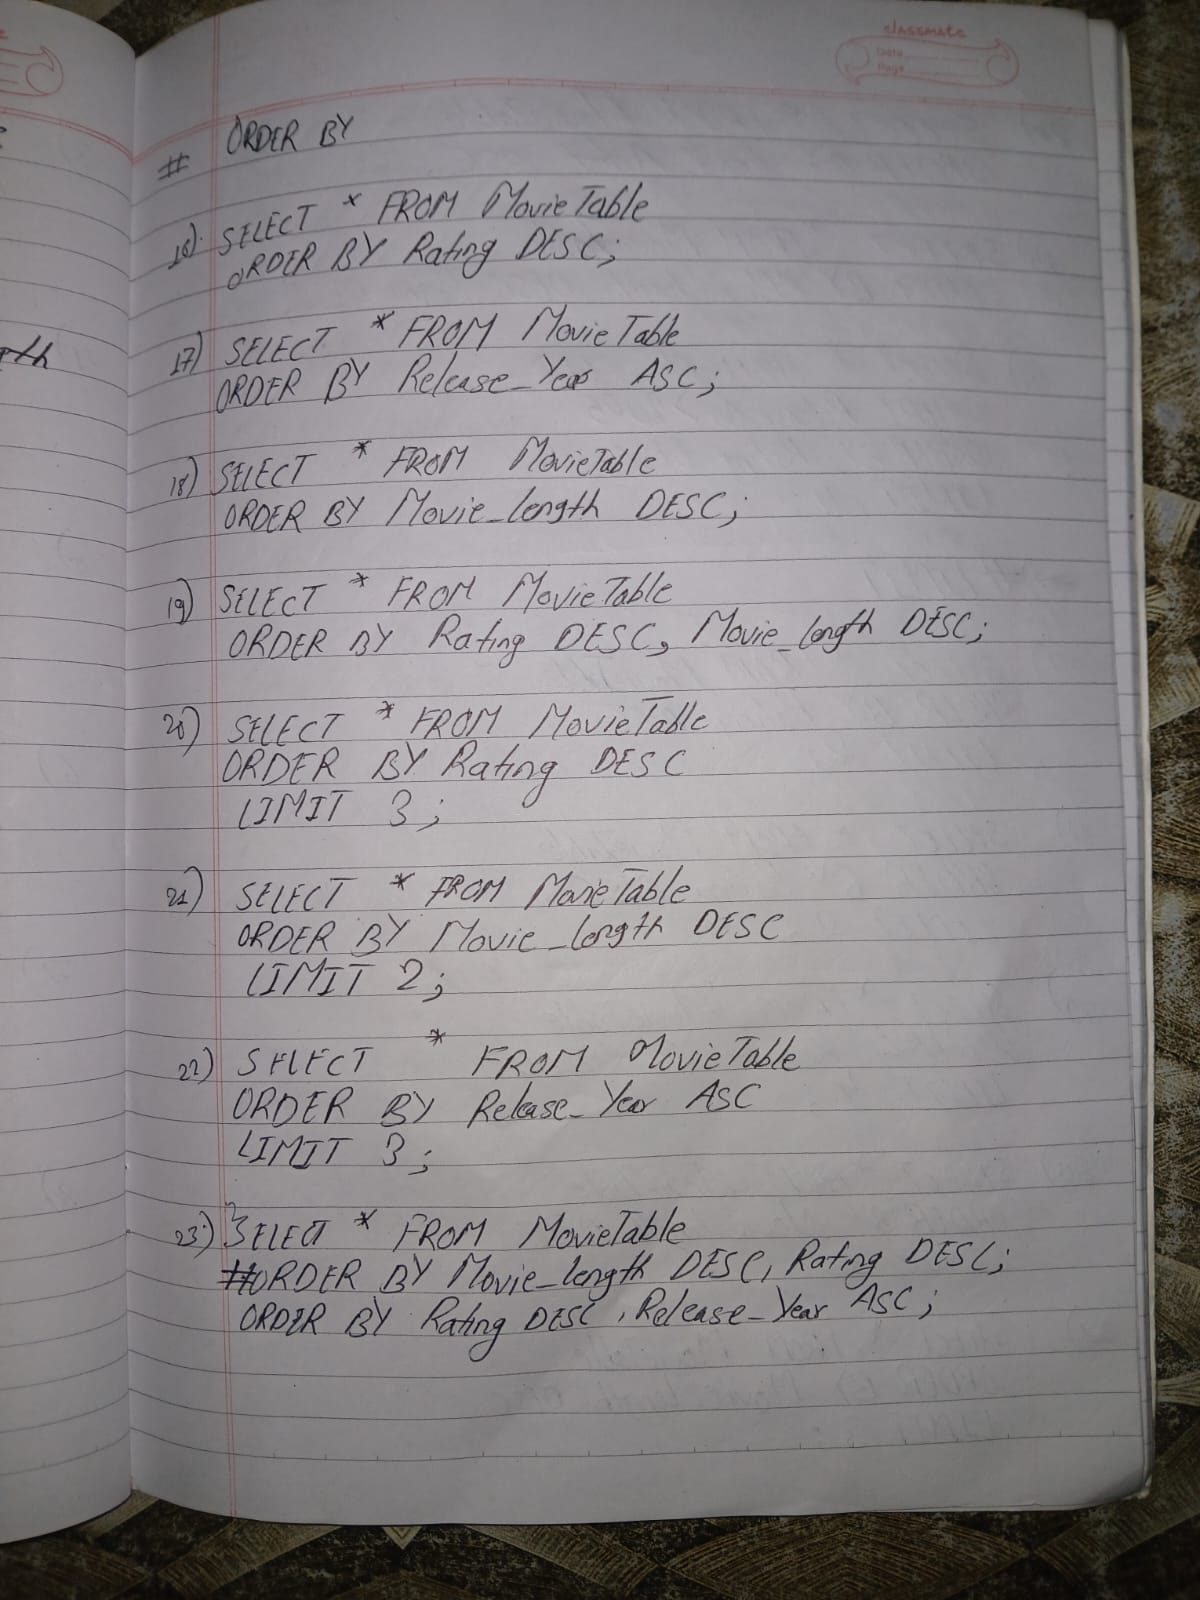 classmate
Date
Page
# ORDER BY
16). SELECT * FROM MovieTable
ORDER BY Rating DESC;
17) SELECT * FROM MovieTable
ORDER BY Release_Year ASC;
18) SELECT * FROM MovieTable
ORDER BY Movie_length DESC;
19) SELECT * FROM MovieTable
ORDER BY Rating DESC, Movie_length DESC;
20) SELECT * FROM MovieTable
ORDER BY Rating DESC
LIMIT 3;
21) SELECT * FROM MovieTable
ORDER BY Movie_length DESC
LIMIT 2;
22) SELECT * FROM MovieTable
ORDER BY Release_Year ASC
LIMIT 3;
23) SELECT * FROM MovieTable
#ORDER BY Movie_length DESC, Rating DESC;
ORDER BY Rating DESC, Release_Year ASC;